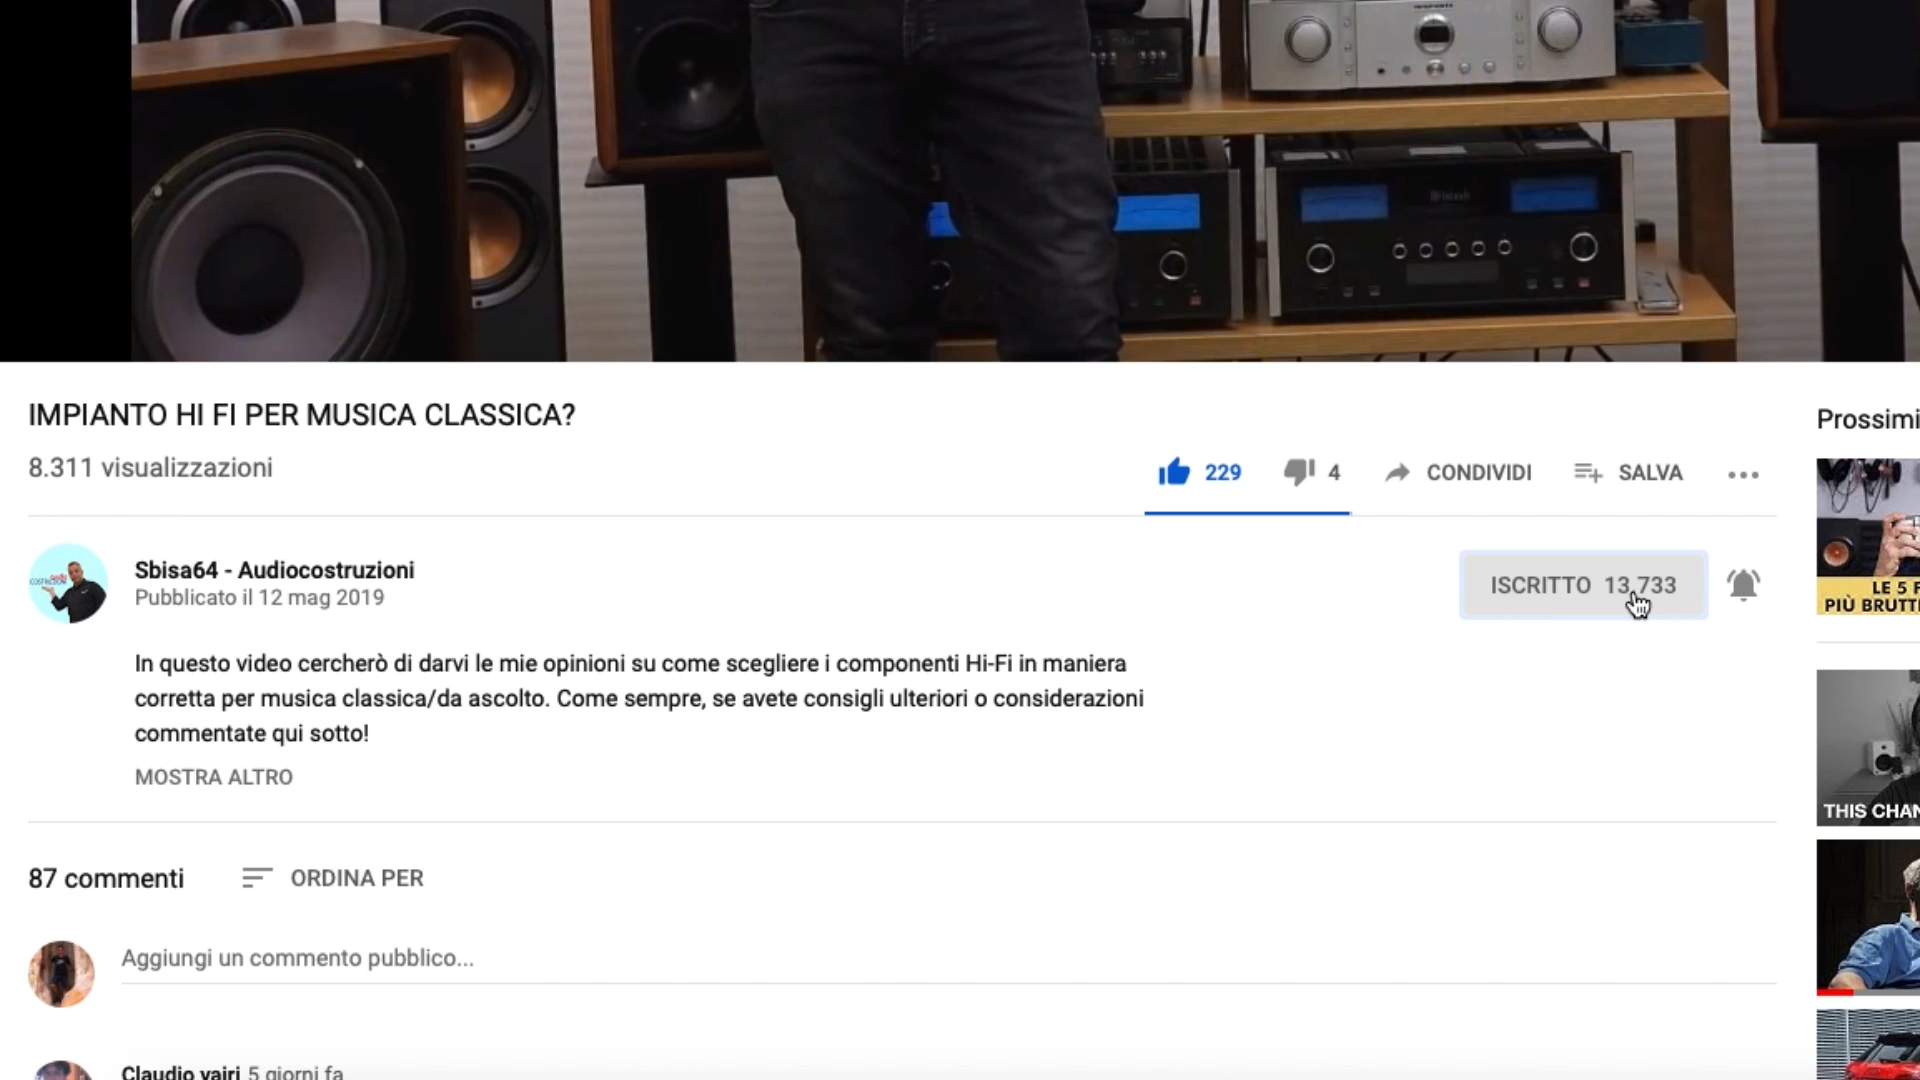 IMPIANTO HI FI PER MUSICA CLASSICA?
8.311 visualizzazioni
229
4
CONDIVIDI
SALVA
Prossimi
Sbisa64 - Audiocostruzioni
Pubblicato il 12 mag 2019
ISCRITTO 13,733
LE 5 F
PIÙ BRUTTE
In questo video cercherò di darvi le mie opinioni su come scegliere i componenti Hi-Fi in maniera
corretta per musica classica/da ascolto. Come sempre, se avete consigli ulteriori o considerazioni
commentate qui sotto!
MOSTRA ALTRO
THIS CHAN
87 commenti
ORDINA PER
Aggiungi un commento pubblico...
Claudio vairi 5 giorni fa